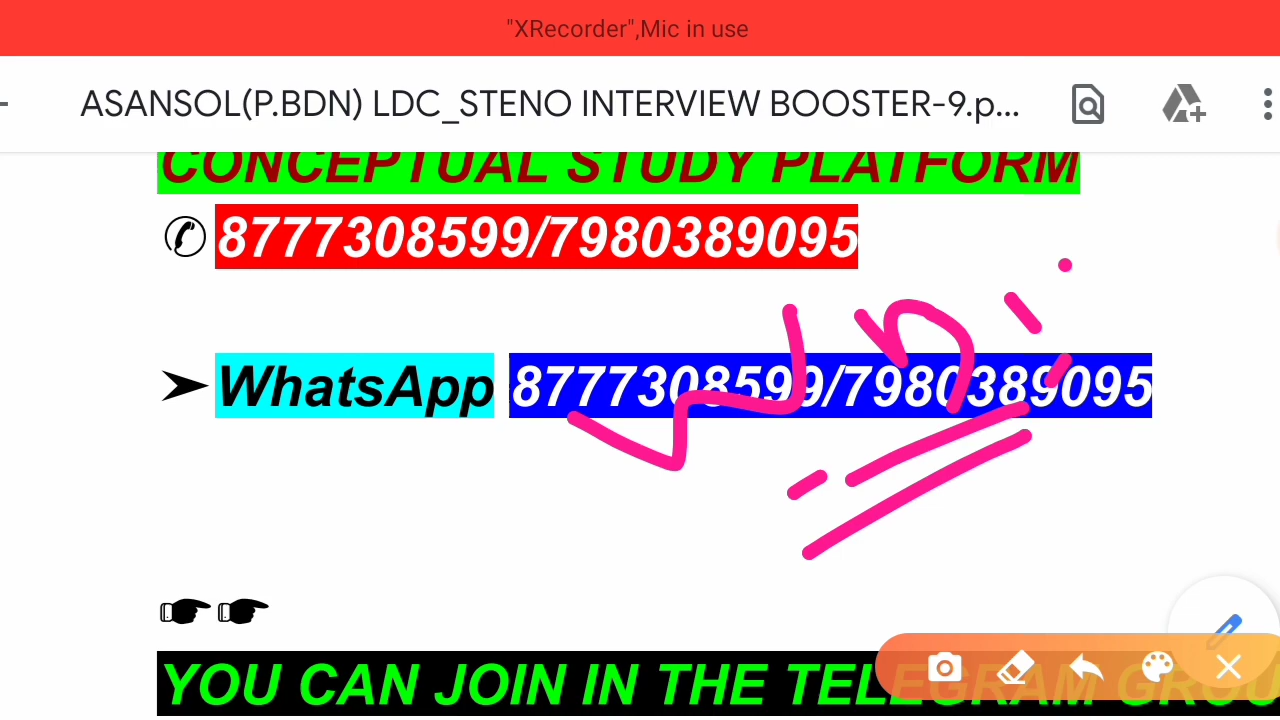 "XRecorder",Mic in use
ASANSOL(P.BDN) LDC_STENO INTERVIEW BOOSTER-9.p...
CONCEPTUAL STUDY PLATFORM
✆ 8777308599/7980389095
➤ WhatsApp 8777308599/7980389095
☛☛
YOU CAN JOIN IN THE TELEGRAM GROU